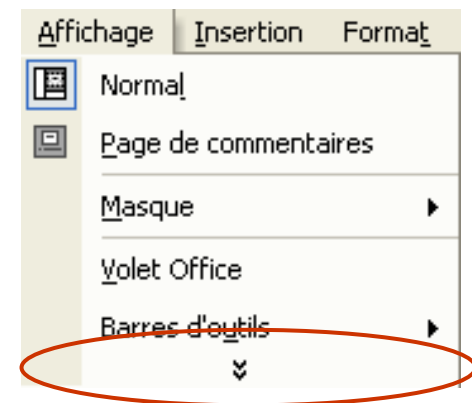 Affichage Insertion Format
Normal
Page de commentaires
Masque
Volet Office
Barres d'outils